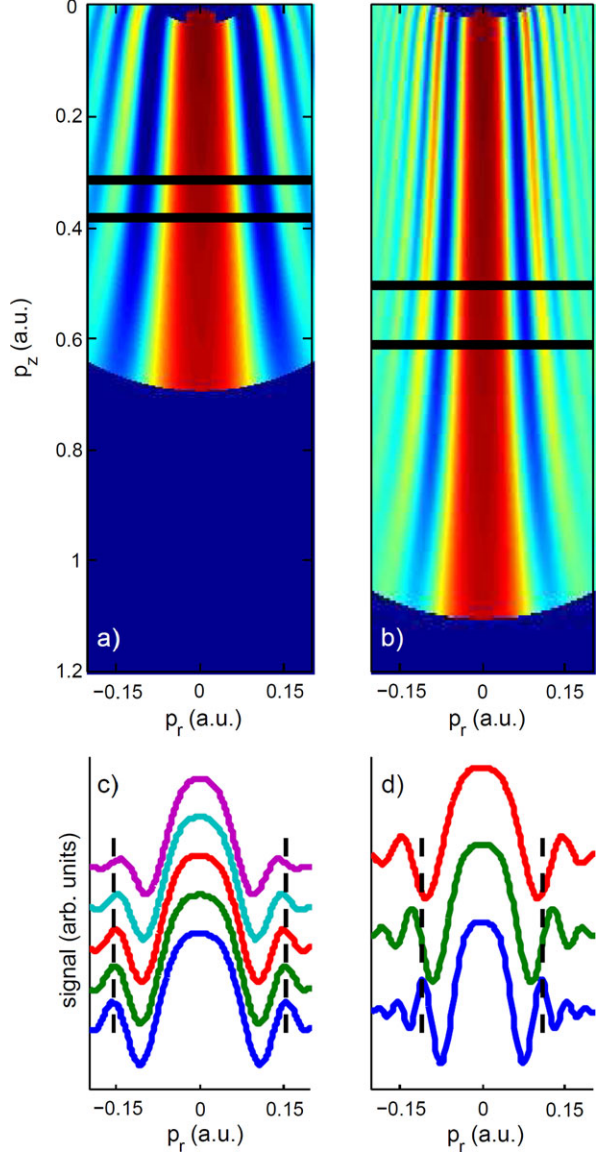 0
0.2
0.4
0.6
0.8
1
1.2
p_z (a.u.)
a)
b)
−0.15 0 0.15
−0.15 0 0.15
p_r (a.u.)
p_r (a.u.)
c)
d)
signal (arb. units)
−0.15 0 0.15
−0.15 0 0.15
p_r (a.u.)
p_r (a.u.)